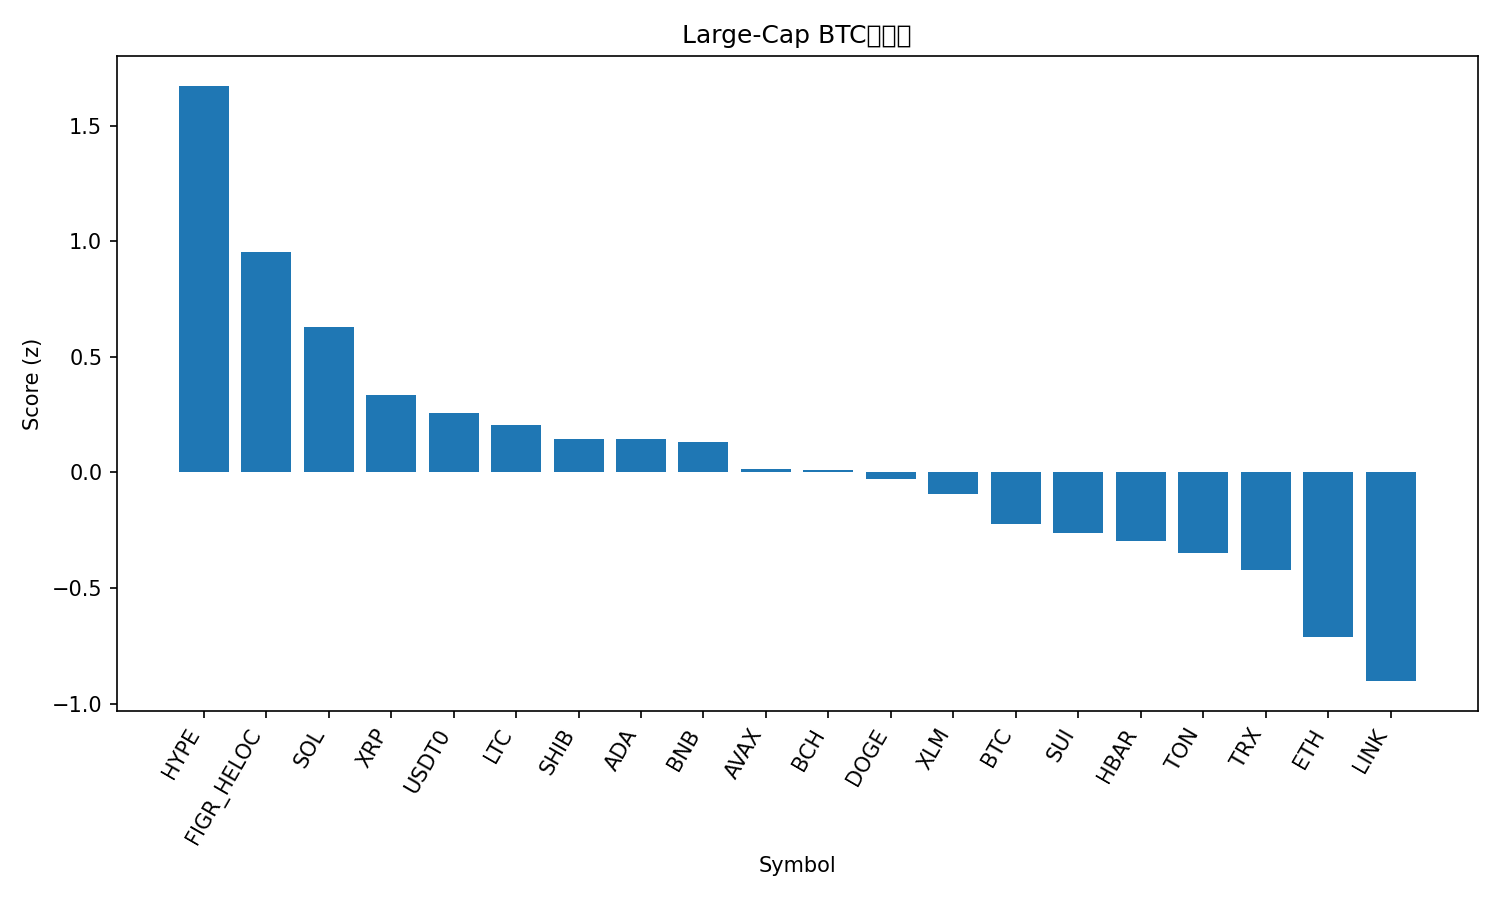 Large-Cap BTC
1.5
1.0
0.5
0.0
−0.5
−1.0
Score (z)
HYPE
FIGR_HELOC
SOL
XRP
USDT0
LTC
SHIB
ADA
BNB
AVAX
BCH
DOGE
XLM
BTC
SUI
HBAR
TON
TRX
ETH
LINK
Symbol